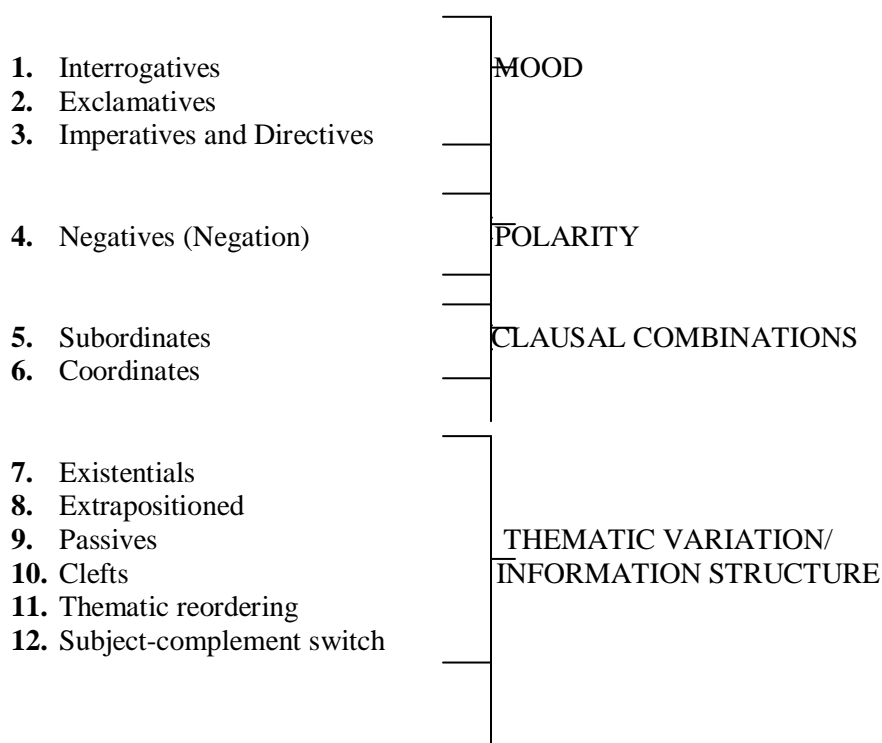 1. Interrogatives MOOD
2. Exclamatives
3. Imperatives and Directives
4. Negatives (Negation) POLARITY
5. Subordinates CLAUSAL COMBINATIONS
6. Coordinates
7. Existentials
8. Extrapositioned
9. Passives THEMATIC VARIATION/
10. Clefts INFORMATION STRUCTURE
11. Thematic reordering
12. Subject-complement switch